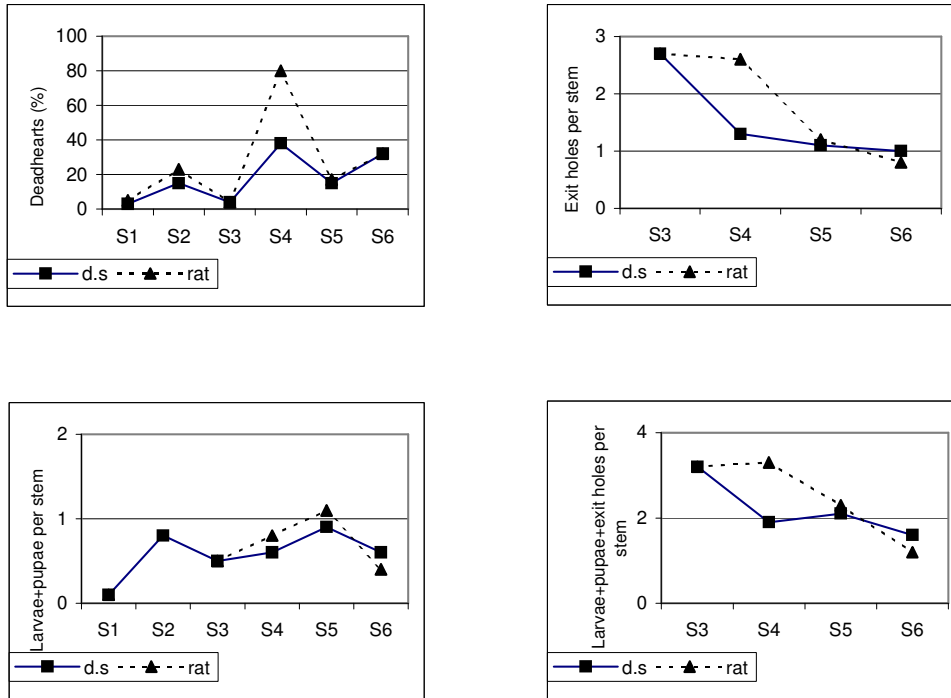 100
80
60
40
20
0
Deadhearts (%)
S1 S2 S3 S4 S5 S6
d.s rat
3
2
1
0
Exit holes per stem
S3 S4 S5 S6
d.s rat
2
1
0
Larvae+pupae per stem
S1 S2 S3 S4 S5 S6
d.s rat
4
2
0
Larvae+pupae+exit holes per
stem
S3 S4 S5 S6
d.s rat